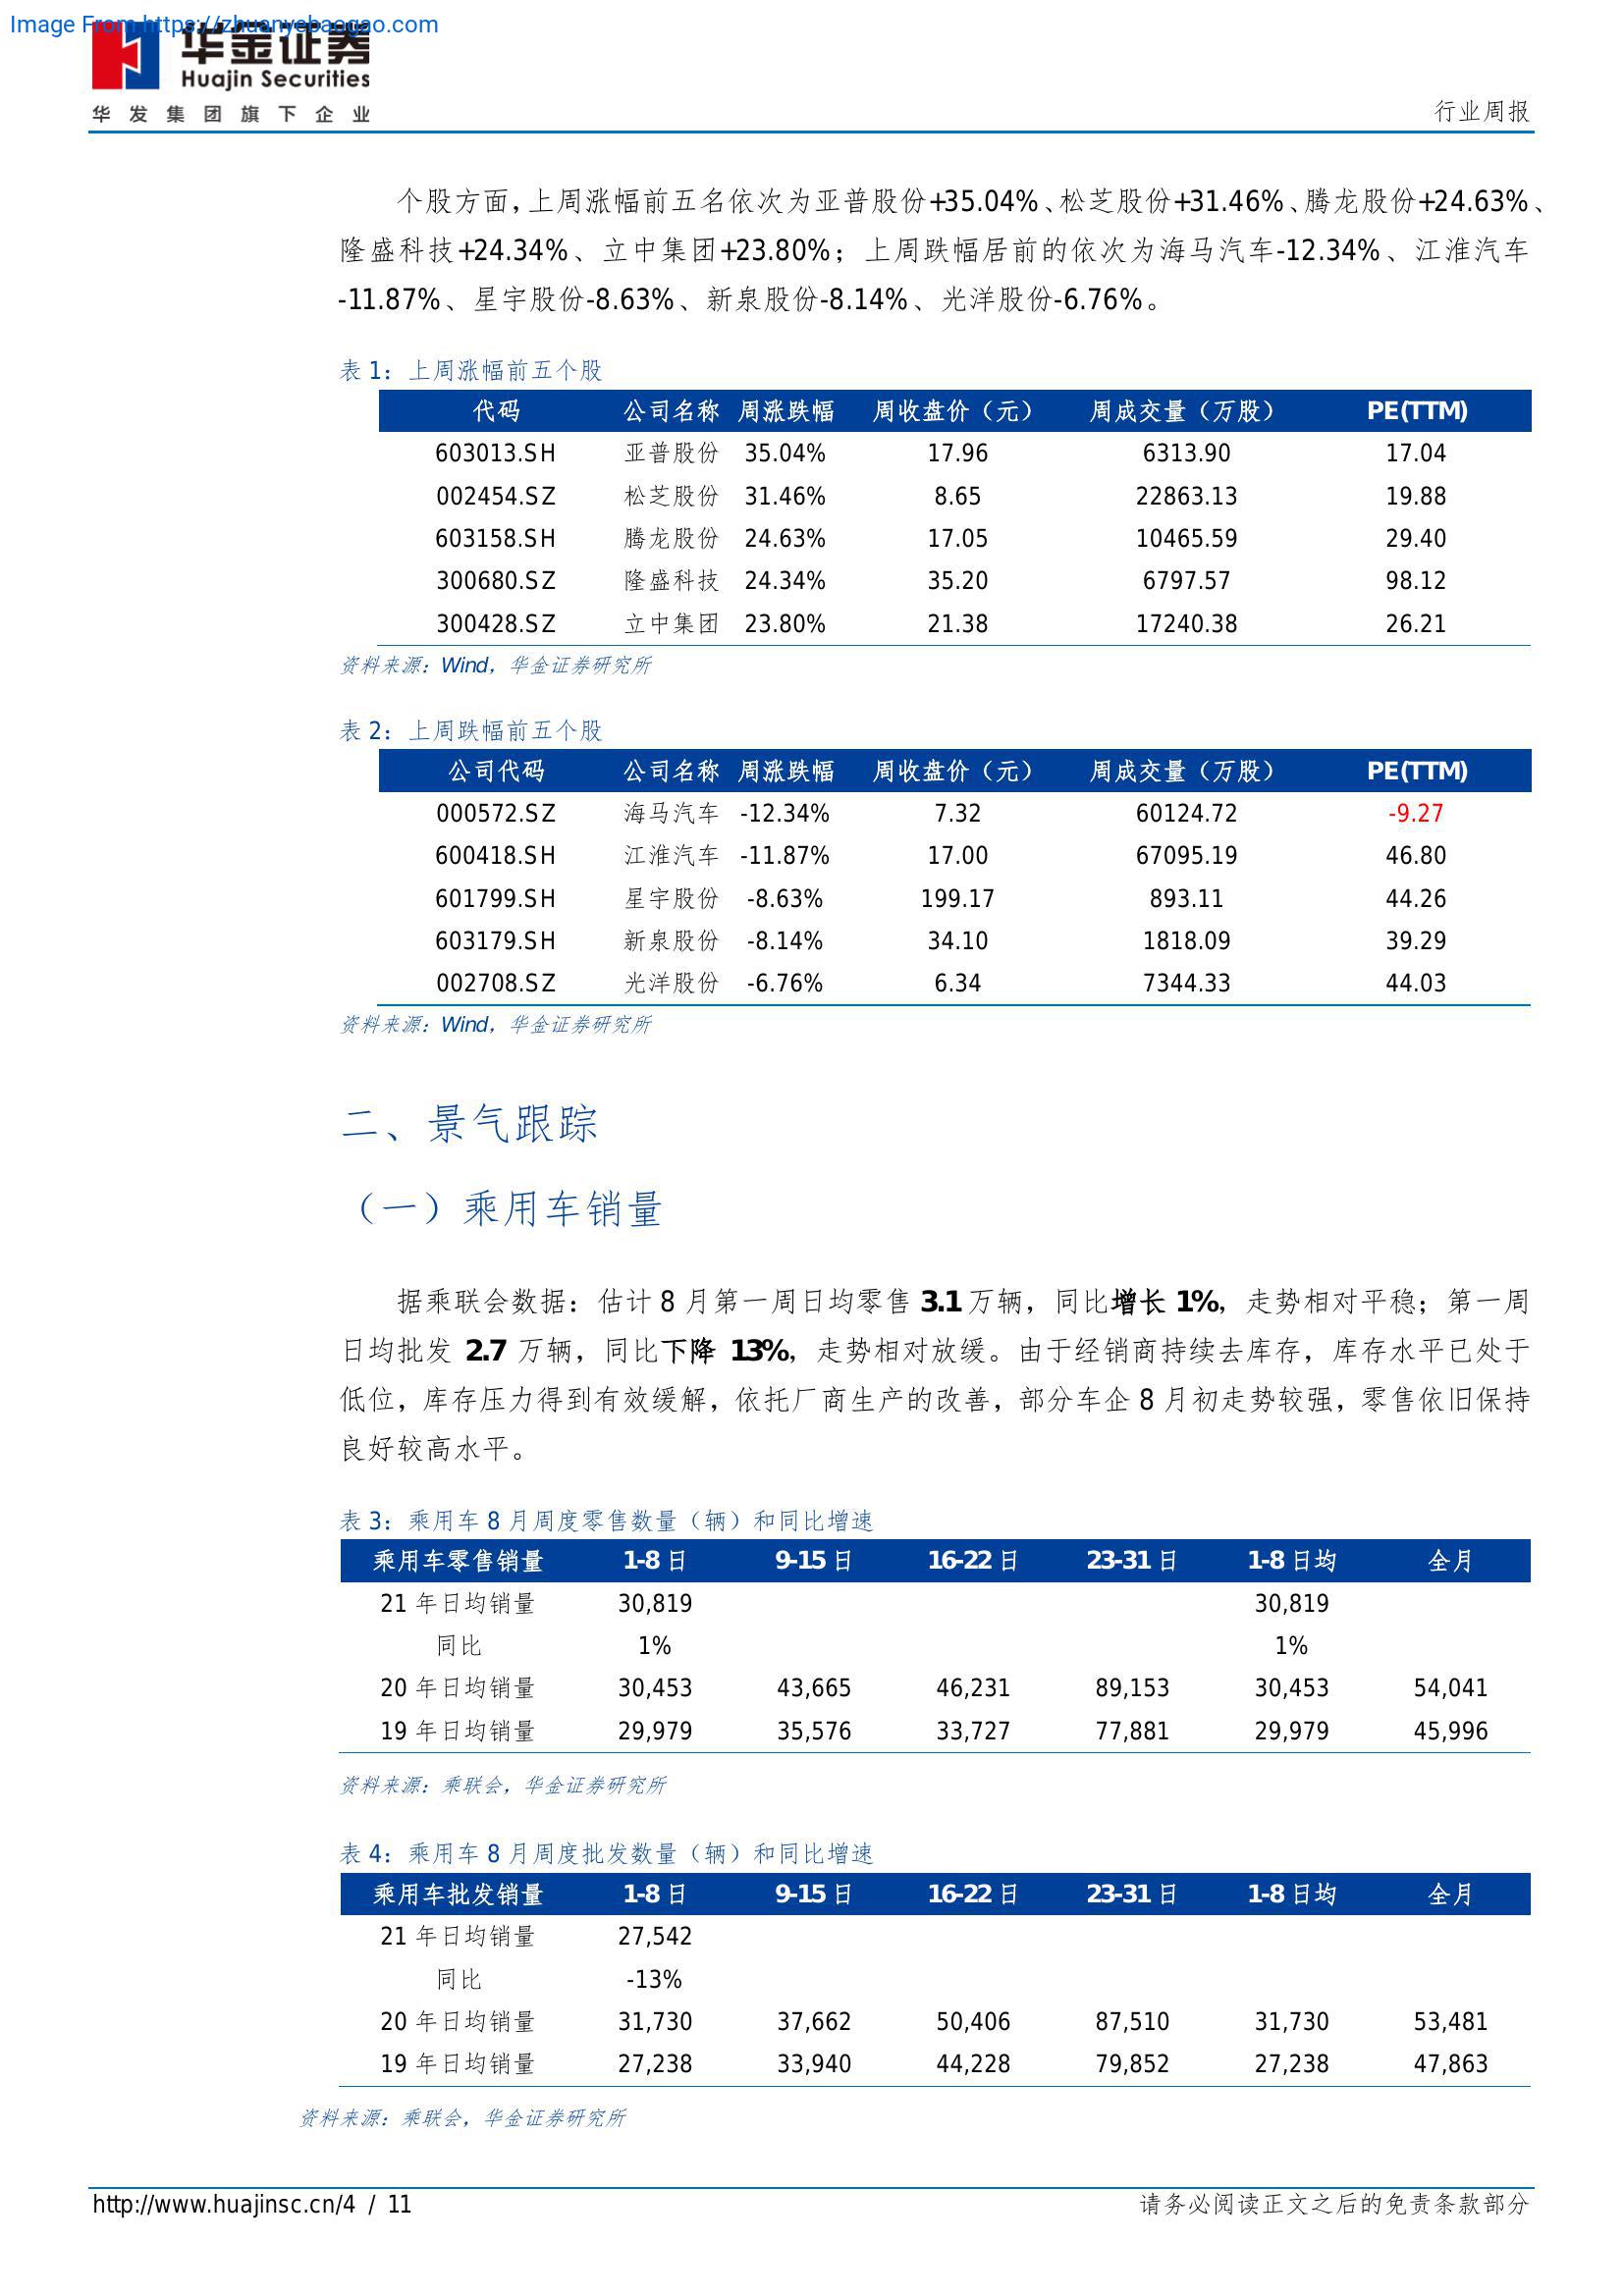 Image From https://zhuanyebaogao.com
华金证券
Huajin Securities
华发集团旗下企业
行业周报
个股方面，上周涨幅前五名依次为亚普股份+35.04%、松芝股份+31.46%、腾龙股份+24.63%、
隆盛科技+24.34%、立中集团+23.80%；上周跌幅居前的依次为海马汽车-12.34%、江淮汽车
-11.87%、星宇股份-8.63%、新泉股份-8.14%、光洋股份-6.76%。
表 1：上周涨幅前五个股
代码 公司名称 周涨跌幅 周收盘价（元） 周成交量（万股） PE(TTM)
603013.SH 亚普股份 35.04% 17.96 6313.90 17.04
002454.SZ 松芝股份 31.46% 8.65 22863.13 19.88
603158.SH 腾龙股份 24.63% 17.05 10465.59 29.40
300680.SZ 隆盛科技 24.34% 35.20 6797.57 98.12
300428.SZ 立中集团 23.80% 21.38 17240.38 26.21
资料来源：Wind，华金证券研究所
表 2：上周跌幅前五个股
公司代码 公司名称 周涨跌幅 周收盘价（元） 周成交量（万股） PE(TTM)
000572.SZ 海马汽车 -12.34% 7.32 60124.72 -9.27
600418.SH 江淮汽车 -11.87% 17.00 67095.19 46.80
601799.SH 星宇股份 -8.63% 199.17 893.11 44.26
603179.SH 新泉股份 -8.14% 34.10 1818.09 39.29
002708.SZ 光洋股份 -6.76% 6.34 7344.33 44.03
资料来源：Wind，华金证券研究所
二、景气跟踪
（一）乘用车销量
据乘联会数据：估计 8 月第一周日均零售 3.1 万辆，同比增长 1%，走势相对平稳；第一周
日均批发 2.7 万辆，同比下降 13%，走势相对放缓。由于经销商持续去库存，库存水平已处于
低位，库存压力得到有效缓解，依托厂商生产的改善，部分车企 8 月初走势较强，零售依旧保持
良好较高水平。
表 3：乘用车 8 月周度零售数量（辆）和同比增速
乘用车零售销量 1-8 日 9-15 日 16-22 日 23-31 日 1-8 日均 全月
21 年日均销量 30,819 30,819
同比 1% 1%
20 年日均销量 30,453 43,665 46,231 89,153 30,453 54,041
19 年日均销量 29,979 35,576 33,727 77,881 29,979 45,996
资料来源：乘联会，华金证券研究所
表 4：乘用车 8 月周度批发数量（辆）和同比增速
乘用车批发销量 1-8 日 9-15 日 16-22 日 23-31 日 1-8 日均 全月
21 年日均销量 27,542
同比 -13%
20 年日均销量 31,730 37,662 50,406 87,510 31,730 53,481
19 年日均销量 27,238 33,940 44,228 79,852 27,238 47,863
资料来源：乘联会，华金证券研究所
http://www.huajinsc.cn/4 / 11 请务必阅读正文之后的免责条款部分